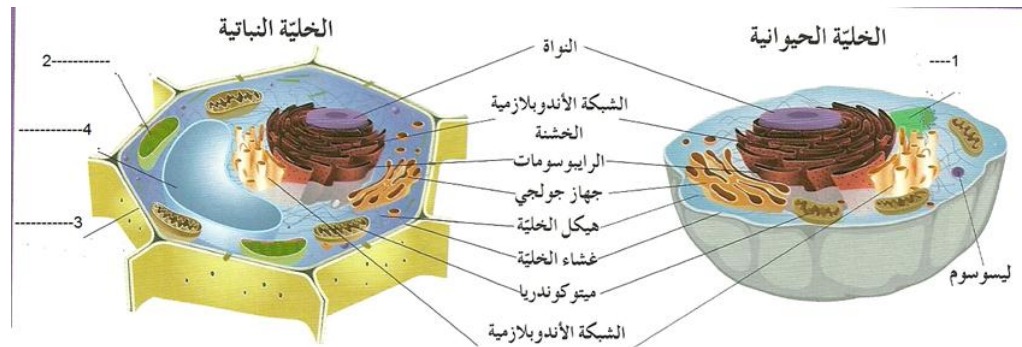 الخليّة الحيوانية
الخليّة النباتية
1----
النواة
2-----------
الشبكة الأندوبلازمية
الخشنة
4-----------
الرايبوسومات
جهاز جولجي
هيكل الخليّة
3--------
غشاء الخليّة
ليسوسوم
ميتوكوندريا
الشبكة الأندوبلازمية